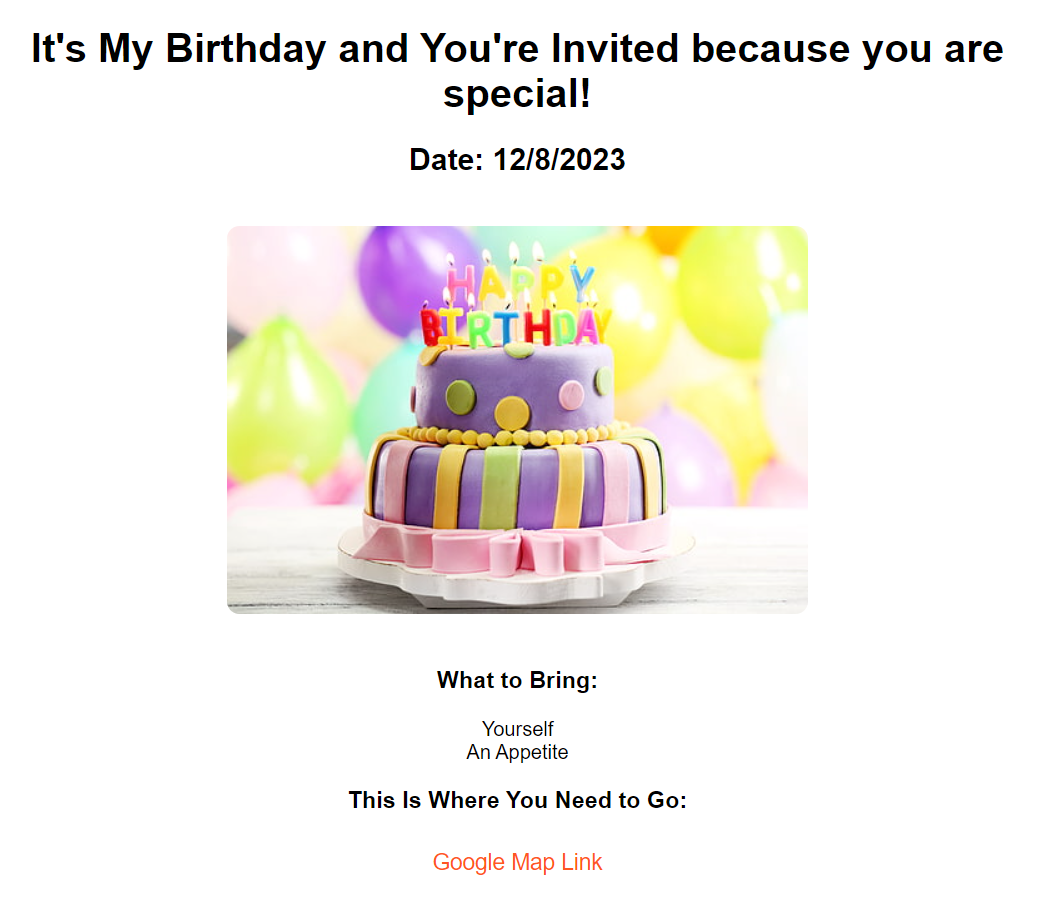 It's My Birthday and You're Invited because you are
special!
Date: 12/8/2023
HAPPY
BIRTHDAY
What to Bring:
Yourself
An Appetite
This Is Where You Need to Go:
Google Map Link